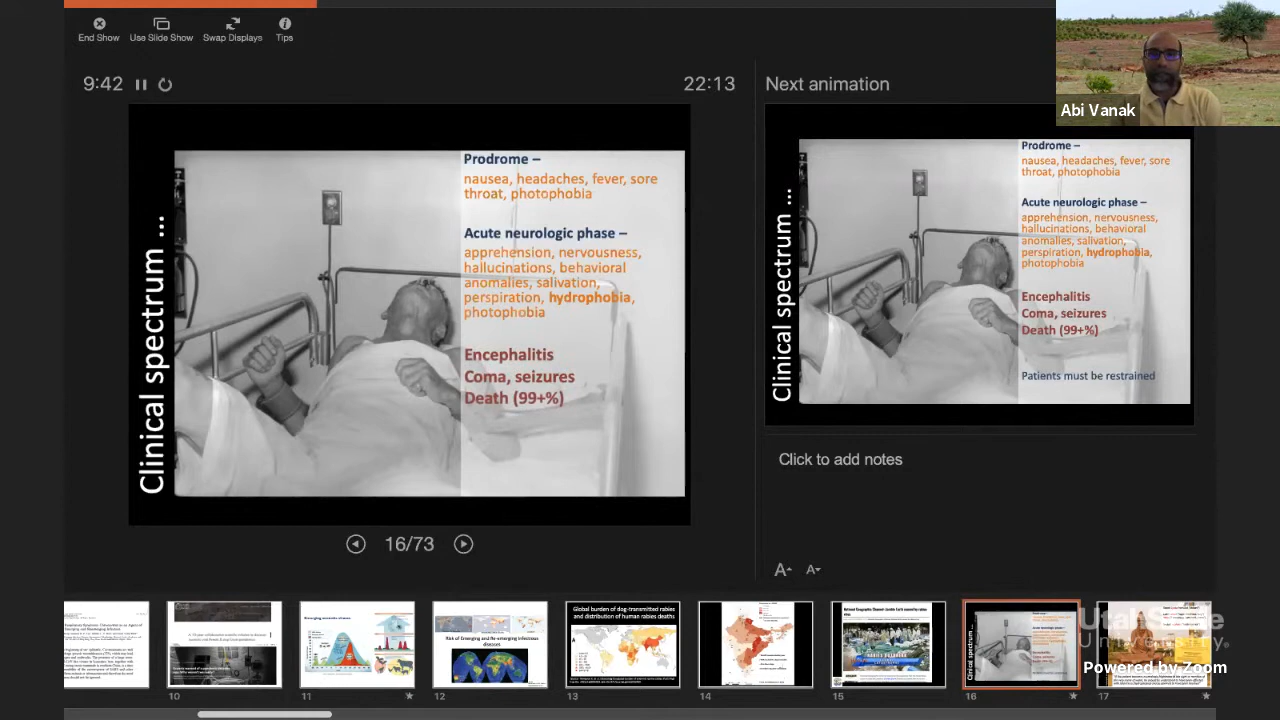 End Show
Use Slide Show
Swap Displays
Tips
9:42
22:13
Next animation
Abi Vanak
Clinical spectrum ...
Prodrome –
nausea, headaches, fever, sore
throat, photophobia
Acute neurologic phase –
apprehension, nervousness,
hallucinations, behavioral
anomalies, salivation,
perspiration, hydrophobia,
photophobia
Encephalitis
Coma, seizures
Death (99+%)
Clinical spectrum ...
Prodrome –
nausea, headaches, fever, sore
throat, photophobia
Acute neurologic phase –
apprehension, nervousness,
hallucinations, behavioral
anomalies, salivation,
perspiration, hydrophobia,
photophobia
Encephalitis
Coma, seizures
Death (99+%)
Patients must be restrained
Click to add notes
16/73
A
A
Risk of Emerging and Re-emerging Infectious
diseases
Global burden of dog-transmitted rabies
and distribution of human rabies deaths
10
11
12
13
14
15
16
17
UtahState
University®
Powered by Zoom